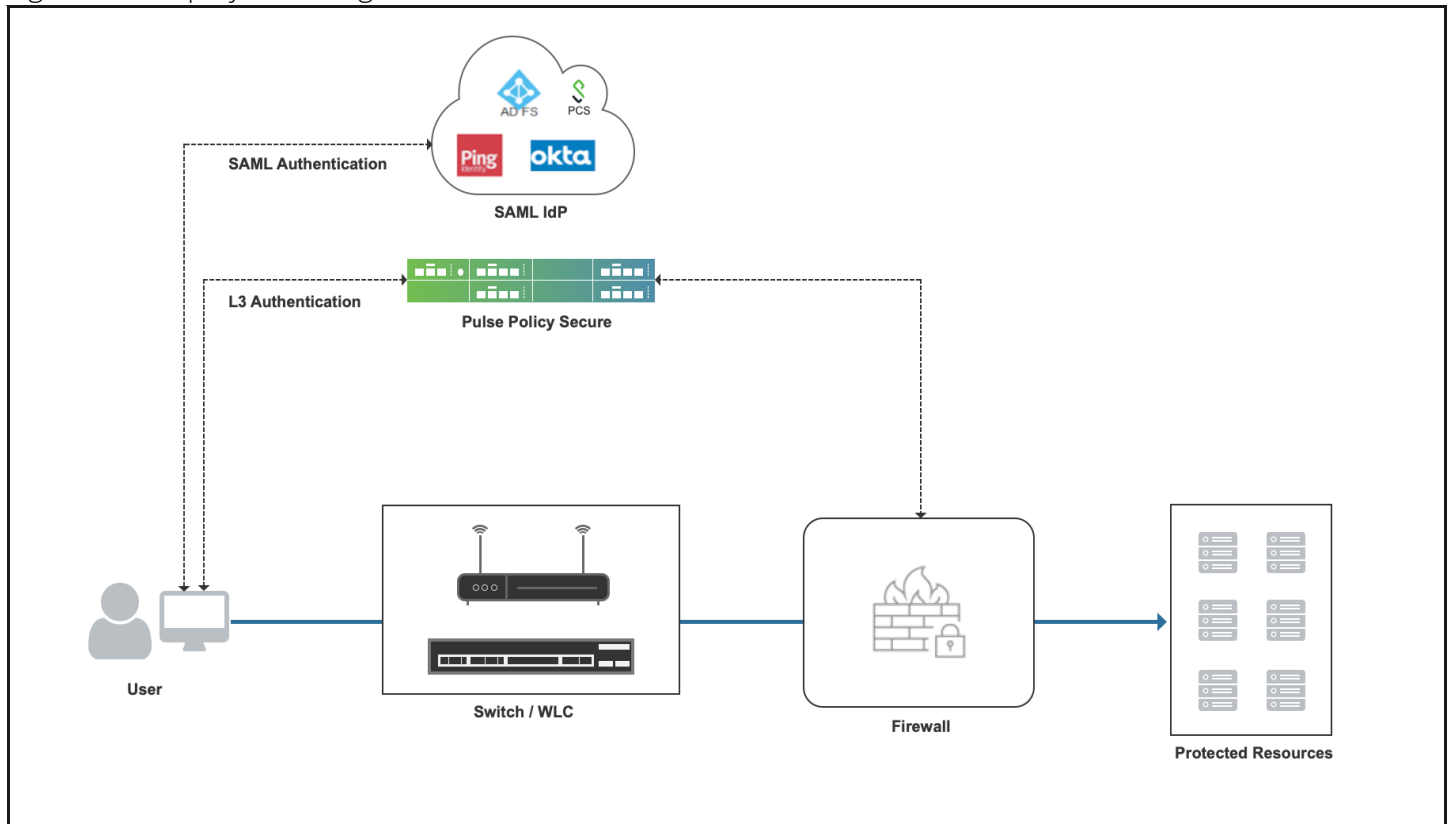 AD FS
PCS
Ping
Identity
okta
SAML Authentication
SAML IdP
L3 Authentication
Pulse Policy Secure
User
Switch / WLC
Firewall
Protected Resources